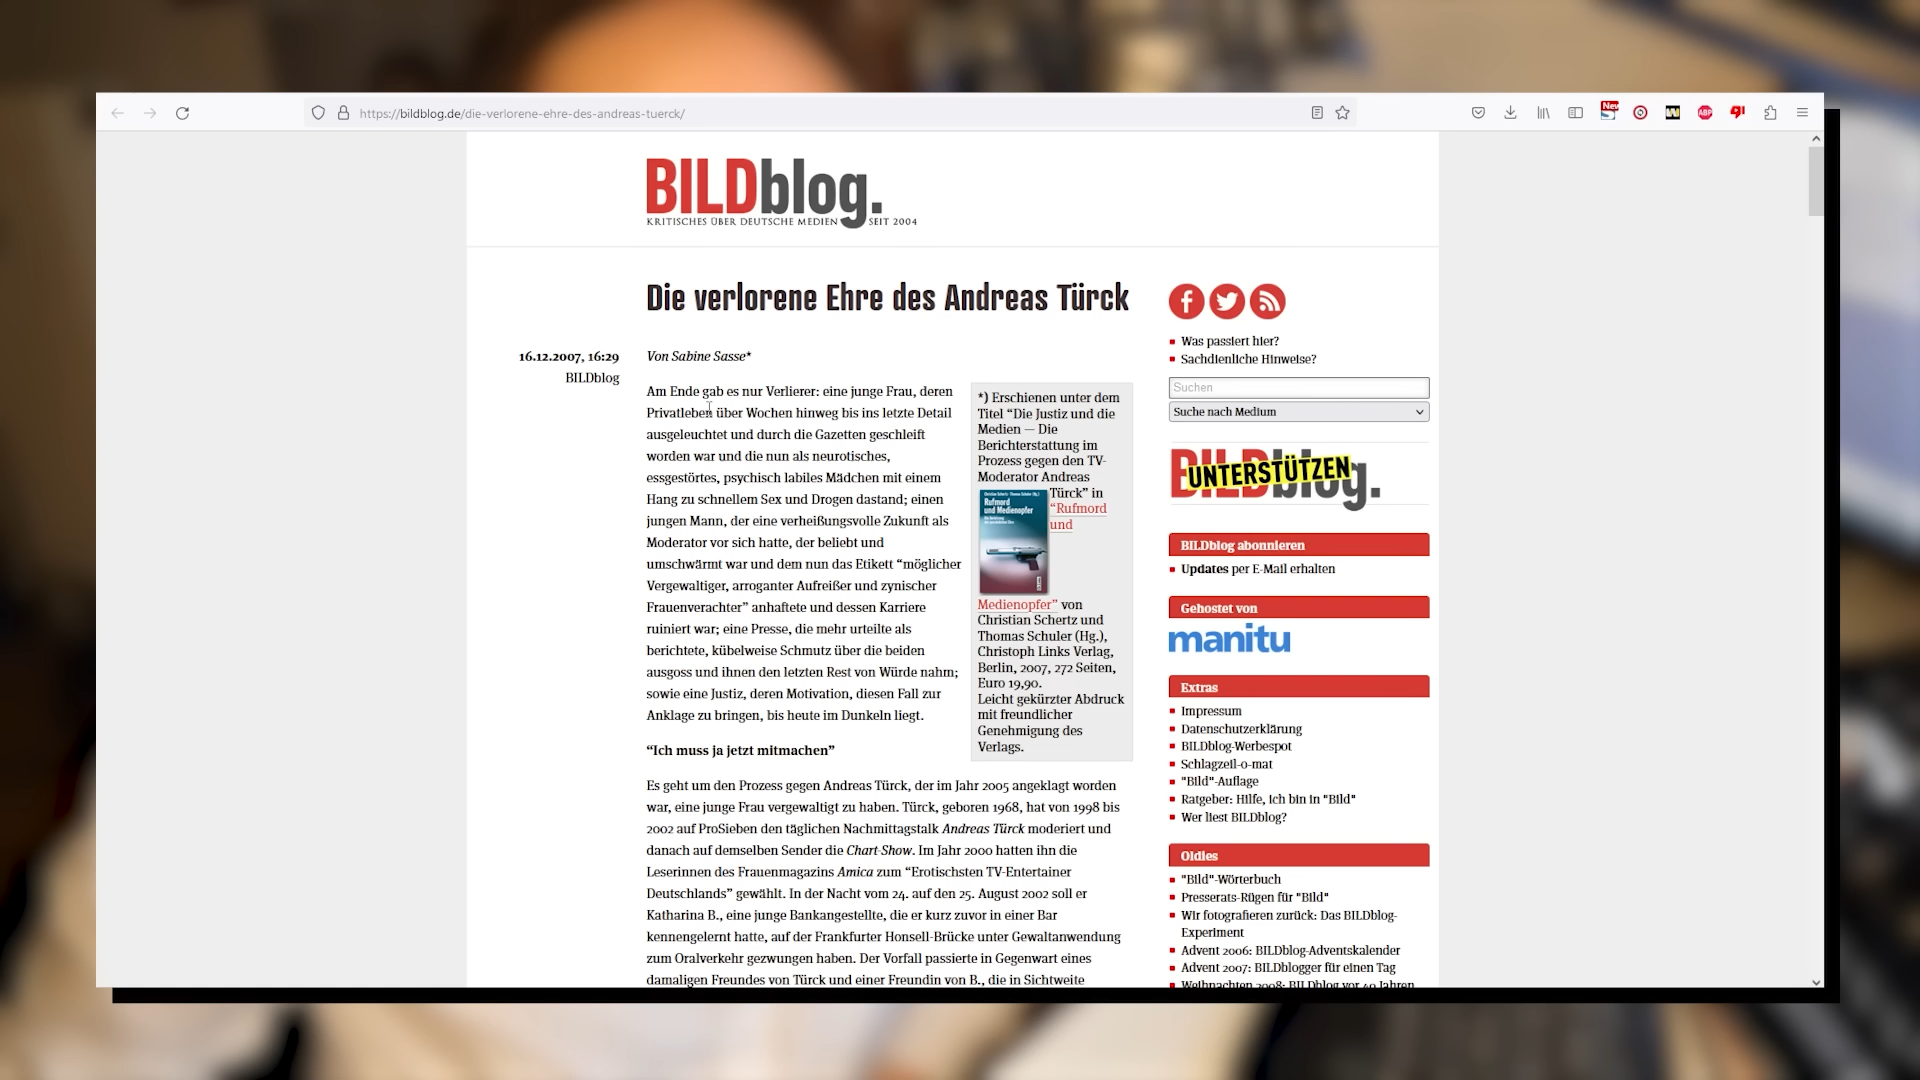 https://bildblog.de/die-verlorene-ehre-des-andreas-tuerck/
New
ABP
BILDblog.
KRITISCHES ÜBER DEUTSCHE MEDIEN SEIT 2004
Die verlorene Ehre des Andreas Türck
16.12.2007, 16:29
BILDblog
Von Sabine Sasse*
Am Ende gab es nur Verlierer: eine junge Frau, deren
Privatleben über Wochen hinweg bis ins letzte Detail
ausgeleuchtet und durch die Gazetten geschleift
worden war und die nun als neurotisches,
essgestörtes, psychisch labiles Mädchen mit einem
Hang zu schnellem Sex und Drogen dastand; einen
jungen Mann, der eine verheißungsvolle Zukunft als
Moderator vor sich hatte, der beliebt und
umschwärmt war und dem nun das Etikett “möglicher
Vergewaltiger, arroganter Aufreißer und zynischer
Frauenverachter” anhaftete und dessen Karriere
ruiniert war; eine Presse, die mehr urteilte als
berichtete, kübelweise Schmutz über die beiden
ausgoss und ihnen den letzten Rest von Würde nahm;
sowie eine Justiz, deren Motivation, diesen Fall zur
Anklage zu bringen, bis heute im Dunkeln liegt.
*) Erschienen unter dem
Titel “Die Justiz und die
Medien — Die
Berichterstattung im
Prozess gegen den TV-
Moderator Andreas
Türck” in
“Rufmord
und
Rufmord
und Medienopfer
Medienopfer” von
Christian Schertz und
Thomas Schuler (Hg.),
Christoph Links Verlag,
Berlin, 2007, 272 Seiten,
Euro 19,90.
Leicht gekürzter Abdruck
mit freundlicher
Genehmigung des
Verlags.
“Ich muss ja jetzt mitmachen”
Es geht um den Prozess gegen Andreas Türck, der im Jahr 2005 angeklagt worden
war, eine junge Frau vergewaltigt zu haben. Türck, geboren 1968, hat von 1998 bis
2002 auf ProSieben den täglichen Nachmittagstalk Andreas Türck moderiert und
danach auf demselben Sender die Chart-Show. Im Jahr 2000 hatten ihn die
Leserinnen des Frauenmagazins Amica zum “Erotischsten TV-Entertainer
Deutschlands” gewählt. In der Nacht vom 24. auf den 25. August 2002 soll er
Katharina B., eine junge Bankangestellte, die er kurz zuvor in einer Bar
kennengelernt hatte, auf der Frankfurter Honsell-Brücke unter Gewaltanwendung
zum Oralverkehr gezwungen haben. Der Vorfall passierte in Gegenwart eines
damaligen Freundes von Türck und einer Freundin von B., die in Sichtweite
Was passiert hier?
Sachdienliche Hinweise?
Suchen
Suche nach Medium
BILDblog.
UNTERSTÜTZEN
BILDblog abonnieren
Updates per E-Mail erhalten
Gehostet von
manitu
Extras
Impressum
Datenschutzerklärung
BILDblog-Werbespot
Schlagzeil-o-mat
"Bild"-Auflage
Ratgeber: Hilfe, ich bin in "Bild"
Wer liest BILDblog?
Oldies
"Bild"-Wörterbuch
Presserats-Rügen für "Bild"
Wir fotografieren zurück: Das BILDblog-
Experiment
Advent 2006: BILDblog-Adventskalender
Advent 2007: BILDblogger für einen Tag
Weihnachten 2008: BILDblog vor 40 Jahren